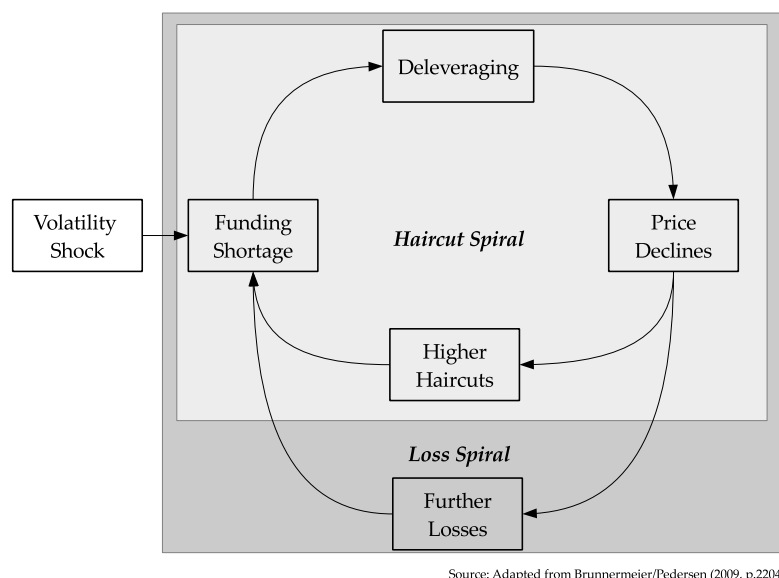 Deleveraging
Volatility
Shock
Funding
Shortage
Haircut Spiral
Price
Declines
Higher
Haircuts
Loss Spiral
Further
Losses
Source: Adapted from Brunnermeier/Pedersen (2009, p.2204